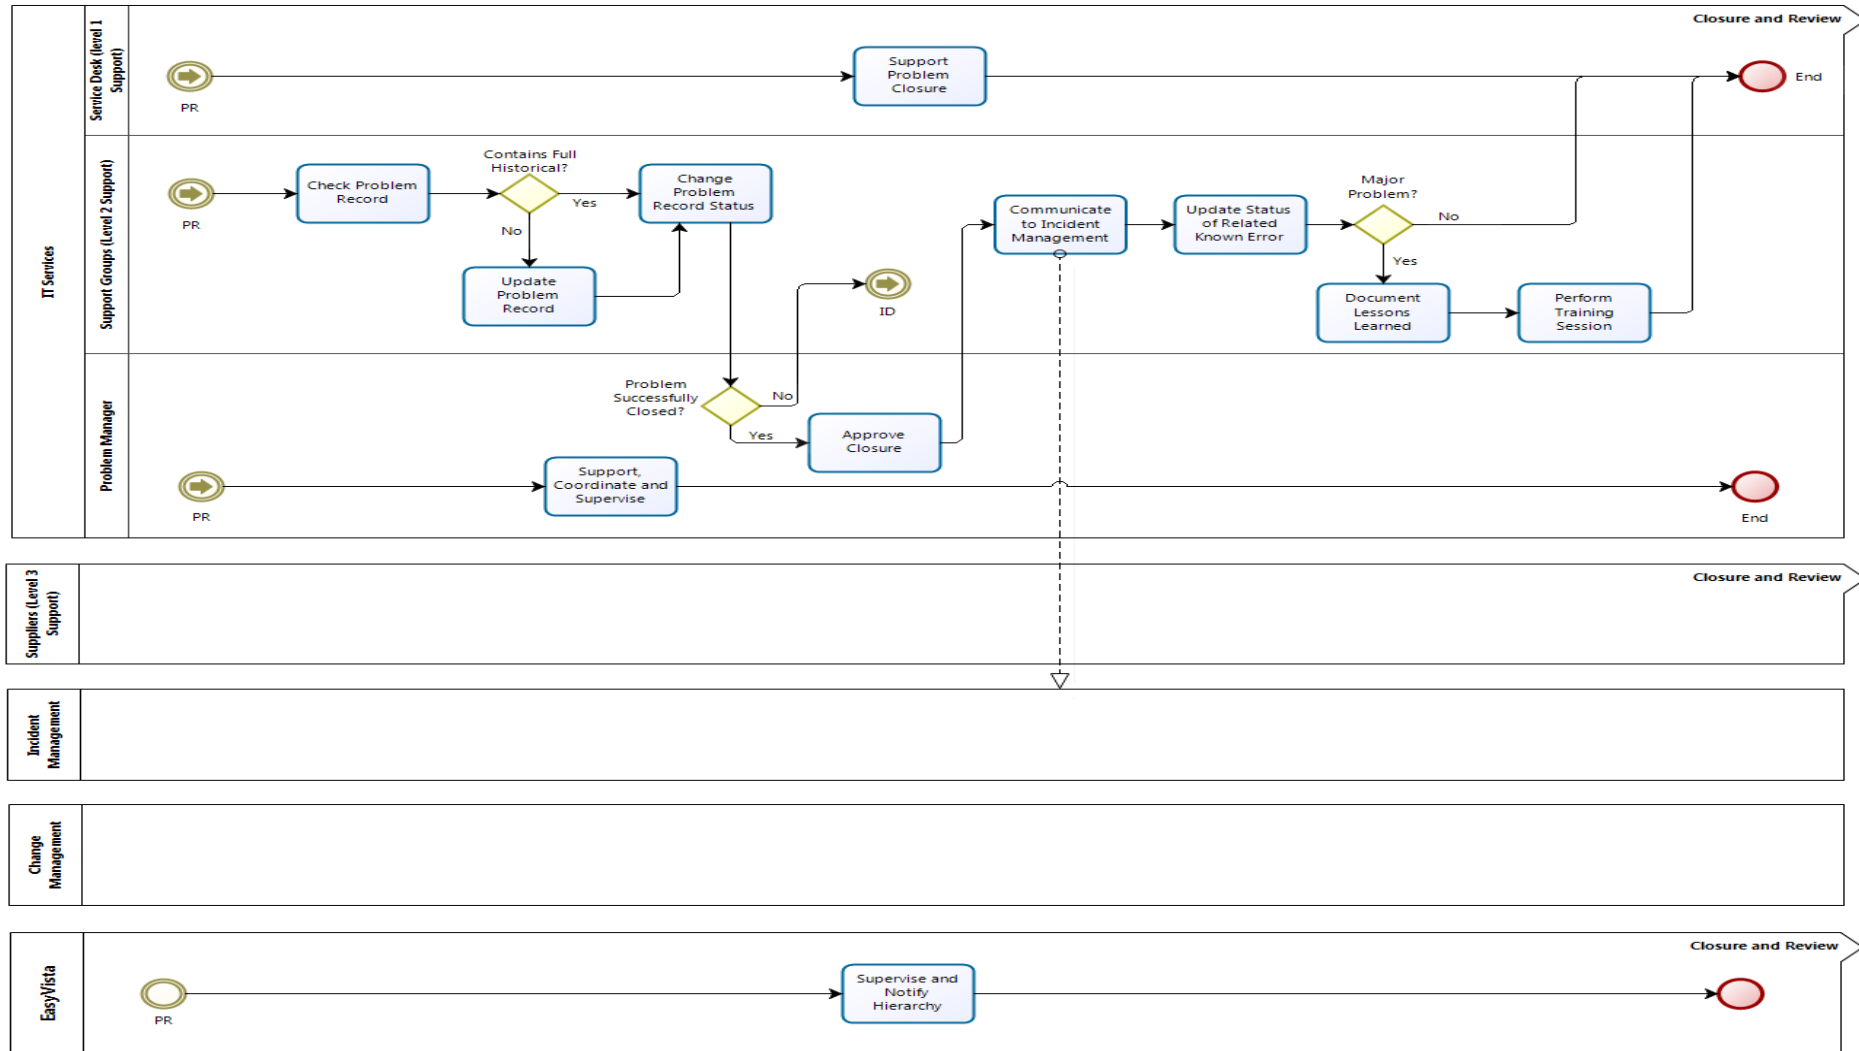 Closure and Review
IT Services
Service Desk (level 1
Support)
PR
Support
Problem
Closure
End
Support Groups (Level 2 Support)
PR
Check Problem
Record
Contains Full
Historical?
Yes
No
Update
Problem
Record
Change
Problem
Record Status
ID
Communicate
to Incident
Management
Update Status
of Related
Known Error
Major
Problem?
No
Yes
Document
Lessons
Learned
Perform
Training
Session
Problem Manager
Problem
Successfully
Closed?
No
Yes
Approve
Closure
PR
Support,
Coordinate and
Supervise
End
Suppliers (Level 3
Support)
Closure and Review
Incident
Management
Change
Management
EasyVista
Closure and Review
PR
Supervise and
Notify
Hierarchy